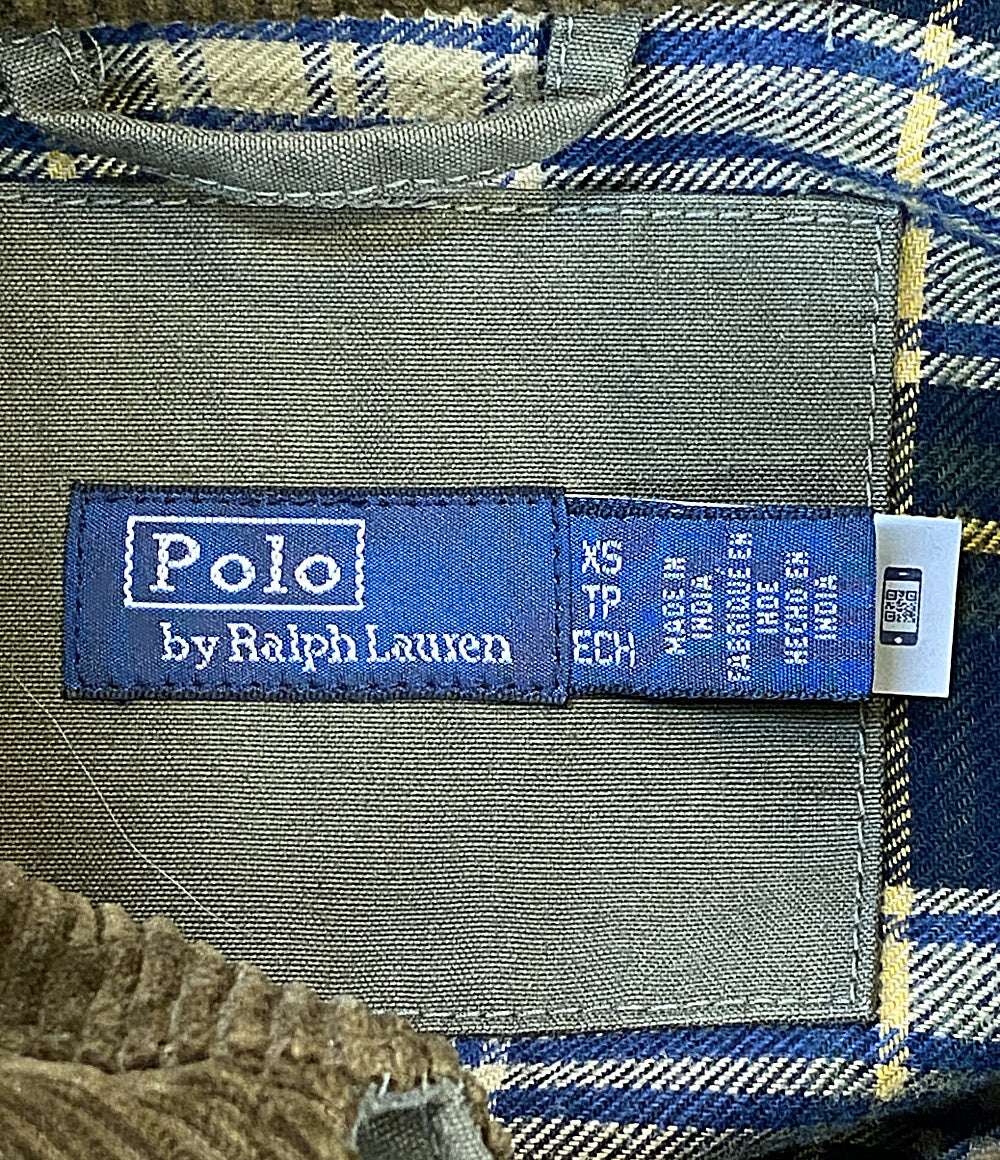 Polo
by Ralph Lauren
XS
TP
ECH
MADE IN
INDIA
FABRIQUÉ EN
INDE
HECHO EN
INDIA